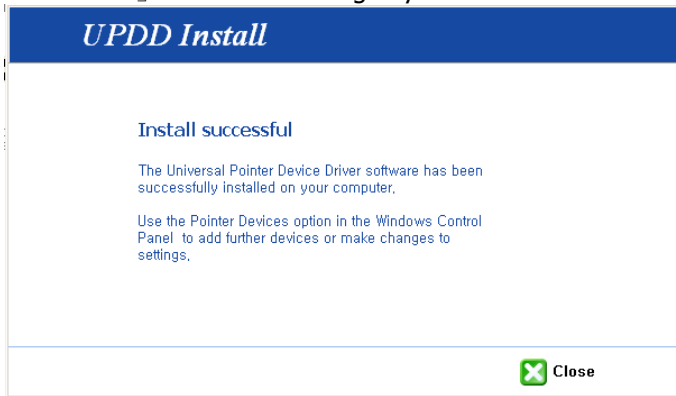 UPDD Install
Install successful
The Universal Pointer Device Driver software has been
successfully installed on your computer.
Use the Pointer Devices option in the Windows Control
Panel to add further devices or make changes to
settings.
Close